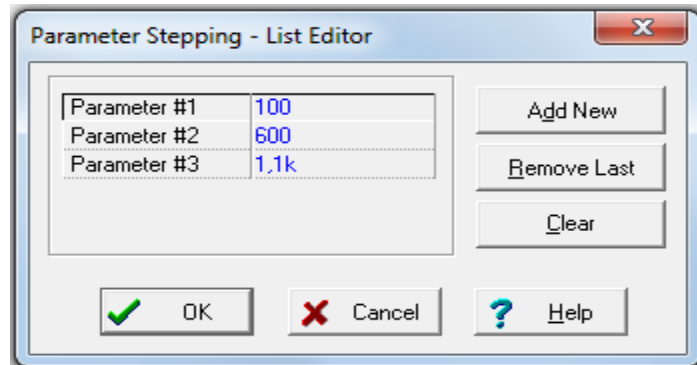 Parameter Stepping - List Editor
Parameter #1 100
Parameter #2 600
Parameter #3 1,1k
Add New
Remove Last
Clear
OK
Cancel
Help